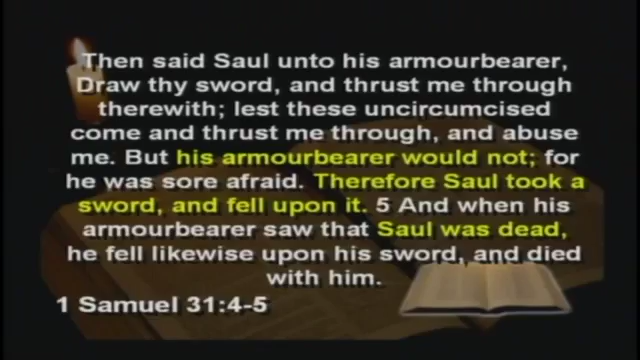 Then said Saul unto his armourbearer,
Draw thy sword, and thrust me through
therewith; lest these uncircumcised
come and thrust me through, and abuse
me. But his armourbearer would not; for
he was sore afraid. Therefore Saul took a
sword, and fell upon it. 5 And when his
armourbearer saw that Saul was dead,
he fell likewise upon his sword, and died
with him.
1 Samuel 31:4-5